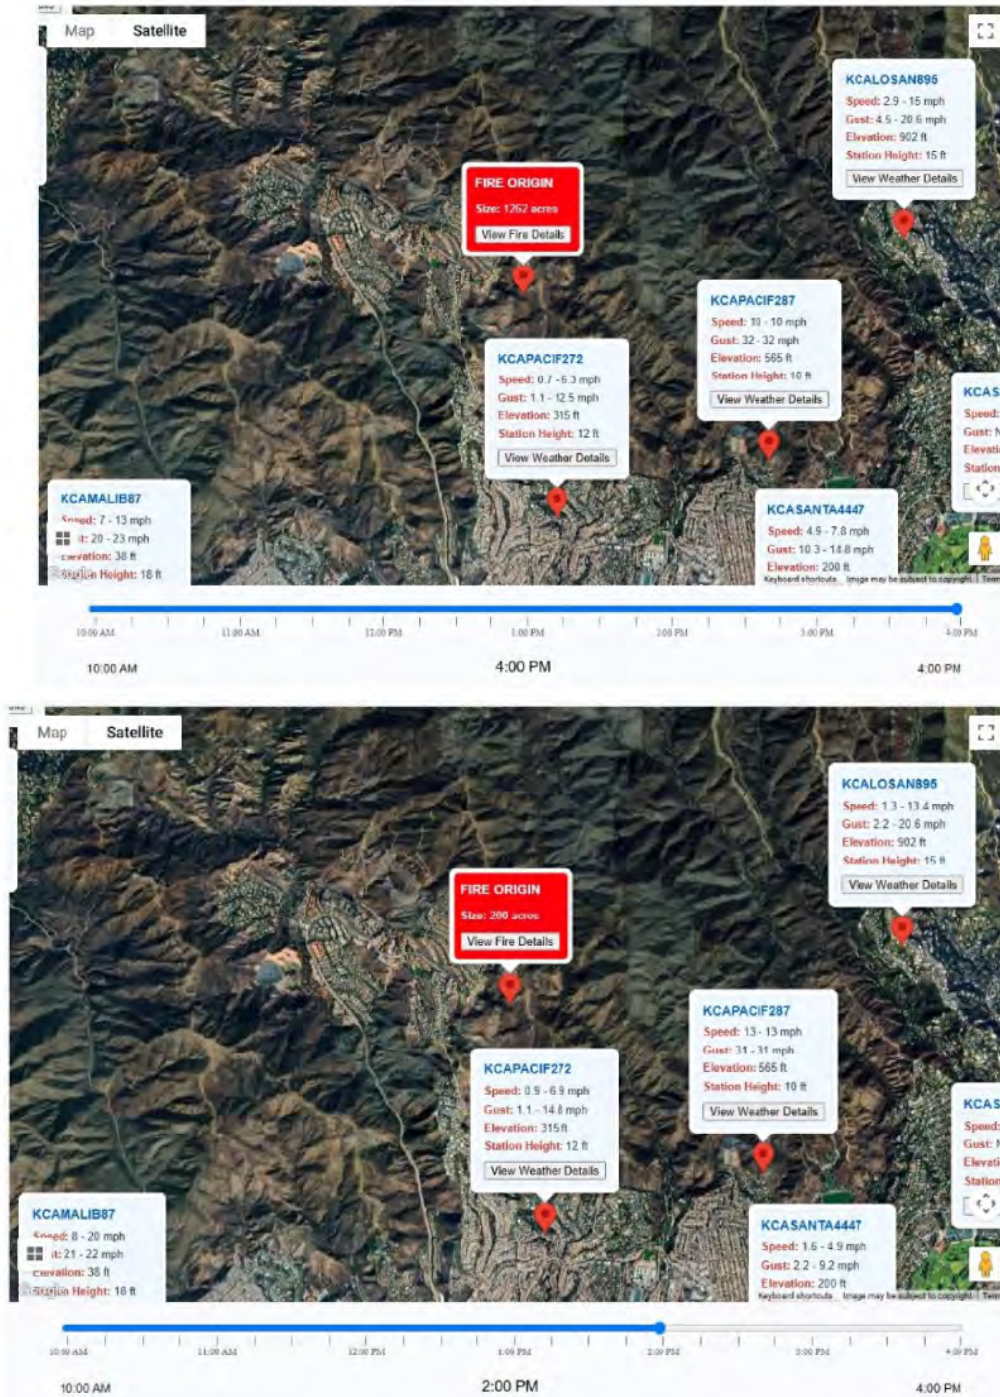 Map Satellite
KCALOSAN895
Speed: 2.9 - 15 mph
Gust: 4.5 - 20.6 mph
Elevation: 902 ft
Station Height: 15 ft
View Weather Details
FIRE ORIGIN
Size: 1262 acres
View Fire Details
KCAPACIF287
Speed: 10 - 10 mph
Gust: 32 - 32 mph
Elevation: 565 ft
Station Height: 10 ft
View Weather Details
KCAPACIF272
Speed: 0.7 - 6.3 mph
Gust: 1.1 - 12.5 mph
Elevation: 315 ft
Station Height: 12 ft
View Weather Details
KCAS
Speed:
Gust: N
Elevati
Station
KCAMALIB87
Speed: 7 - 13 mph
t: 20 - 23 mph
Elevation: 38 ft
Station Height: 18 ft
KCASANTA4447
Speed: 4.9 - 7.8 mph
Gust: 10.3 - 14.8 mph
Elevation: 200 ft
Google
Keyboard shortcuts Image may be subject to copyright. Term
10:00 AM 11:00 AM 12:00 PM 1:00 PM 2:00 PM 3:00 PM 4:00 PM
10:00 AM 4:00 PM 4:00 PM
Map Satellite
KCALOSAN895
Speed: 1.3 - 13.4 mph
Gust: 2.2 - 20.6 mph
Elevation: 902 ft
Station Height: 15 ft
View Weather Details
FIRE ORIGIN
Size: 200 acres
View Fire Details
KCAPACIF287
Speed: 13 - 13 mph
Gust: 31 - 31 mph
Elevation: 565 ft
Station Height: 10 ft
View Weather Details
KCAPACIF272
Speed: 0.9 - 6.9 mph
Gust: 1.1 - 14.8 mph
Elevation: 315 ft
Station Height: 12 ft
View Weather Details
KCAS
Speed:
Gust: N
Elevati
Station
KCAMALIB87
Speed: 8 - 20 mph
t: 21 - 22 mph
Elevation: 38 ft
Station Height: 18 ft
KCASANTA4447
Speed: 1.6 - 4.9 mph
Gust: 2.2 - 9.2 mph
Elevation: 200 ft
Keyboard shortcuts Image may be subject to copyright. Term
10:00 AM 11:00 AM 12:00 PM 1:00 PM 2:00 PM 3:00 PM 4:00 PM
10:00 AM 2:00 PM 4:00 PM